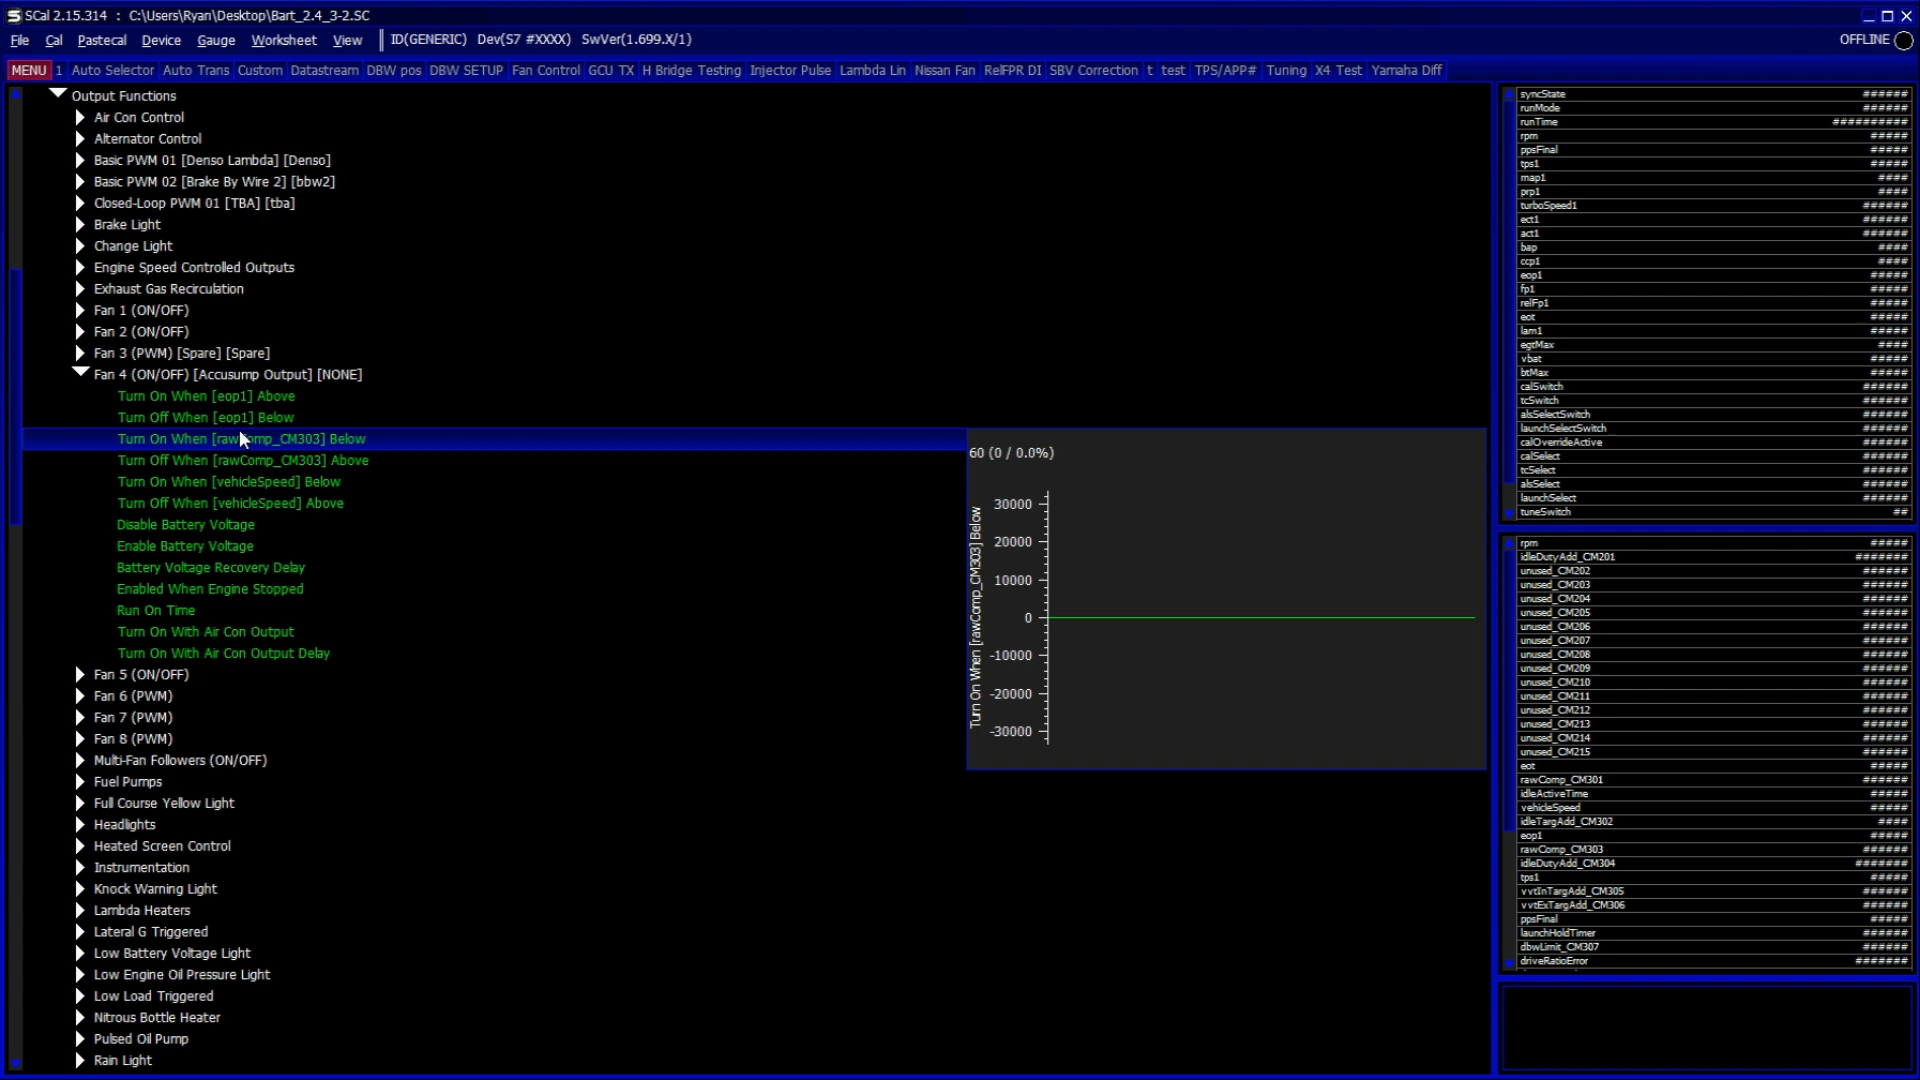 SCal 2.15.314 : C:\Users\Ryan\Desktop\Bart_2.4_3-2.SC
File Cal Pastecal Device Gauge Worksheet View ID(GENERIC) Dev(S7 #XXXX) SwVer(1.699.X/1) OFFLINE
MENU 1 Auto Selector Auto Trans Custom Datastream DBW pos DBW SETUP Fan Control GCU TX H Bridge Testing Injector Pulse Lambda Lin Nissan Fan RelFPR DI SBV Correction t test TPS/APP# Tuning X4 Test Yamaha Diff
Output Functions
Air Con Control
Alternator Control
Basic PWM 01 [Denso Lambda] [Denso]
Basic PWM 02 [Brake By Wire 2] [bbw2]
Closed-Loop PWM 01 [TBA] [tba]
Brake Light
Change Light
Engine Speed Controlled Outputs
Exhaust Gas Recirculation
Fan 1 (ON/OFF)
Fan 2 (ON/OFF)
Fan 3 (PWM) [Spare] [Spare]
Fan 4 (ON/OFF) [Accusump Output] [NONE]
Turn On When [eop1] Above
Turn Off When [eop1] Below
Turn On When [rawComp_CM303] Below
Turn Off When [rawComp_CM303] Above
Turn On When [vehicleSpeed] Below
Turn Off When [vehicleSpeed] Above
Disable Battery Voltage
Enable Battery Voltage
Battery Voltage Recovery Delay
Enabled When Engine Stopped
Run On Time
Turn On With Air Con Output
Turn On With Air Con Output Delay
Fan 5 (ON/OFF)
Fan 6 (PWM)
Fan 7 (PWM)
Fan 8 (PWM)
Multi-Fan Followers (ON/OFF)
Fuel Pumps
Full Course Yellow Light
Headlights
Heated Screen Control
Instrumentation
Knock Warning Light
Lambda Heaters
Lateral G Triggered
Low Battery Voltage Light
Low Engine Oil Pressure Light
Low Load Triggered
Nitrous Bottle Heater
Pulsed Oil Pump
Rain Light
60 (0 / 0.0%)
Turn On When [rawComp_CM303] Below
30000
20000
10000
0
-10000
-20000
-30000
syncState ######
runMode ######
runTime ##########
rpm #####
ppsFinal #####
tps1 #####
map1 ####
prp1 ####
turboSpeed1 ######
ect1 #####
act1 ######
bap ####
ccp1 ####
eop1 #####
fp1 #####
relFp1 #####
eot #####
lam1 #####
egtMax ####
vbat #####
btMax #####
calSwitch ######
tcSwitch ######
alsSelectSwitch ######
launchSelectSwitch ######
calOverrideActive ######
calSelect ######
tcSelect ######
alsSelect ######
launchSelect ######
tuneSwitch ##
rpm #####
idleDutyAdd_CM201 #######
unused_CM202 ######
unused_CM203 ######
unused_CM204 ######
unused_CM205 ######
unused_CM206 ######
unused_CM207 ######
unused_CM208 ######
unused_CM209 ######
unused_CM210 ######
unused_CM211 ######
unused_CM212 ######
unused_CM213 ######
unused_CM214 ######
unused_CM215 ######
eot #####
rawComp_CM301 ######
idleActiveTime #####
vehicleSpeed #####
idleTargAdd_CM302 ####
eop1 #####
rawComp_CM303 ######
idleDutyAdd_CM304 #######
tps1 #####
vvtInTargAdd_CM305 ######
vvtExTargAdd_CM306 ######
ppsFinal #####
launchHoldTimer #####
dbwLimit_CM307 #####
driveRatioError #######